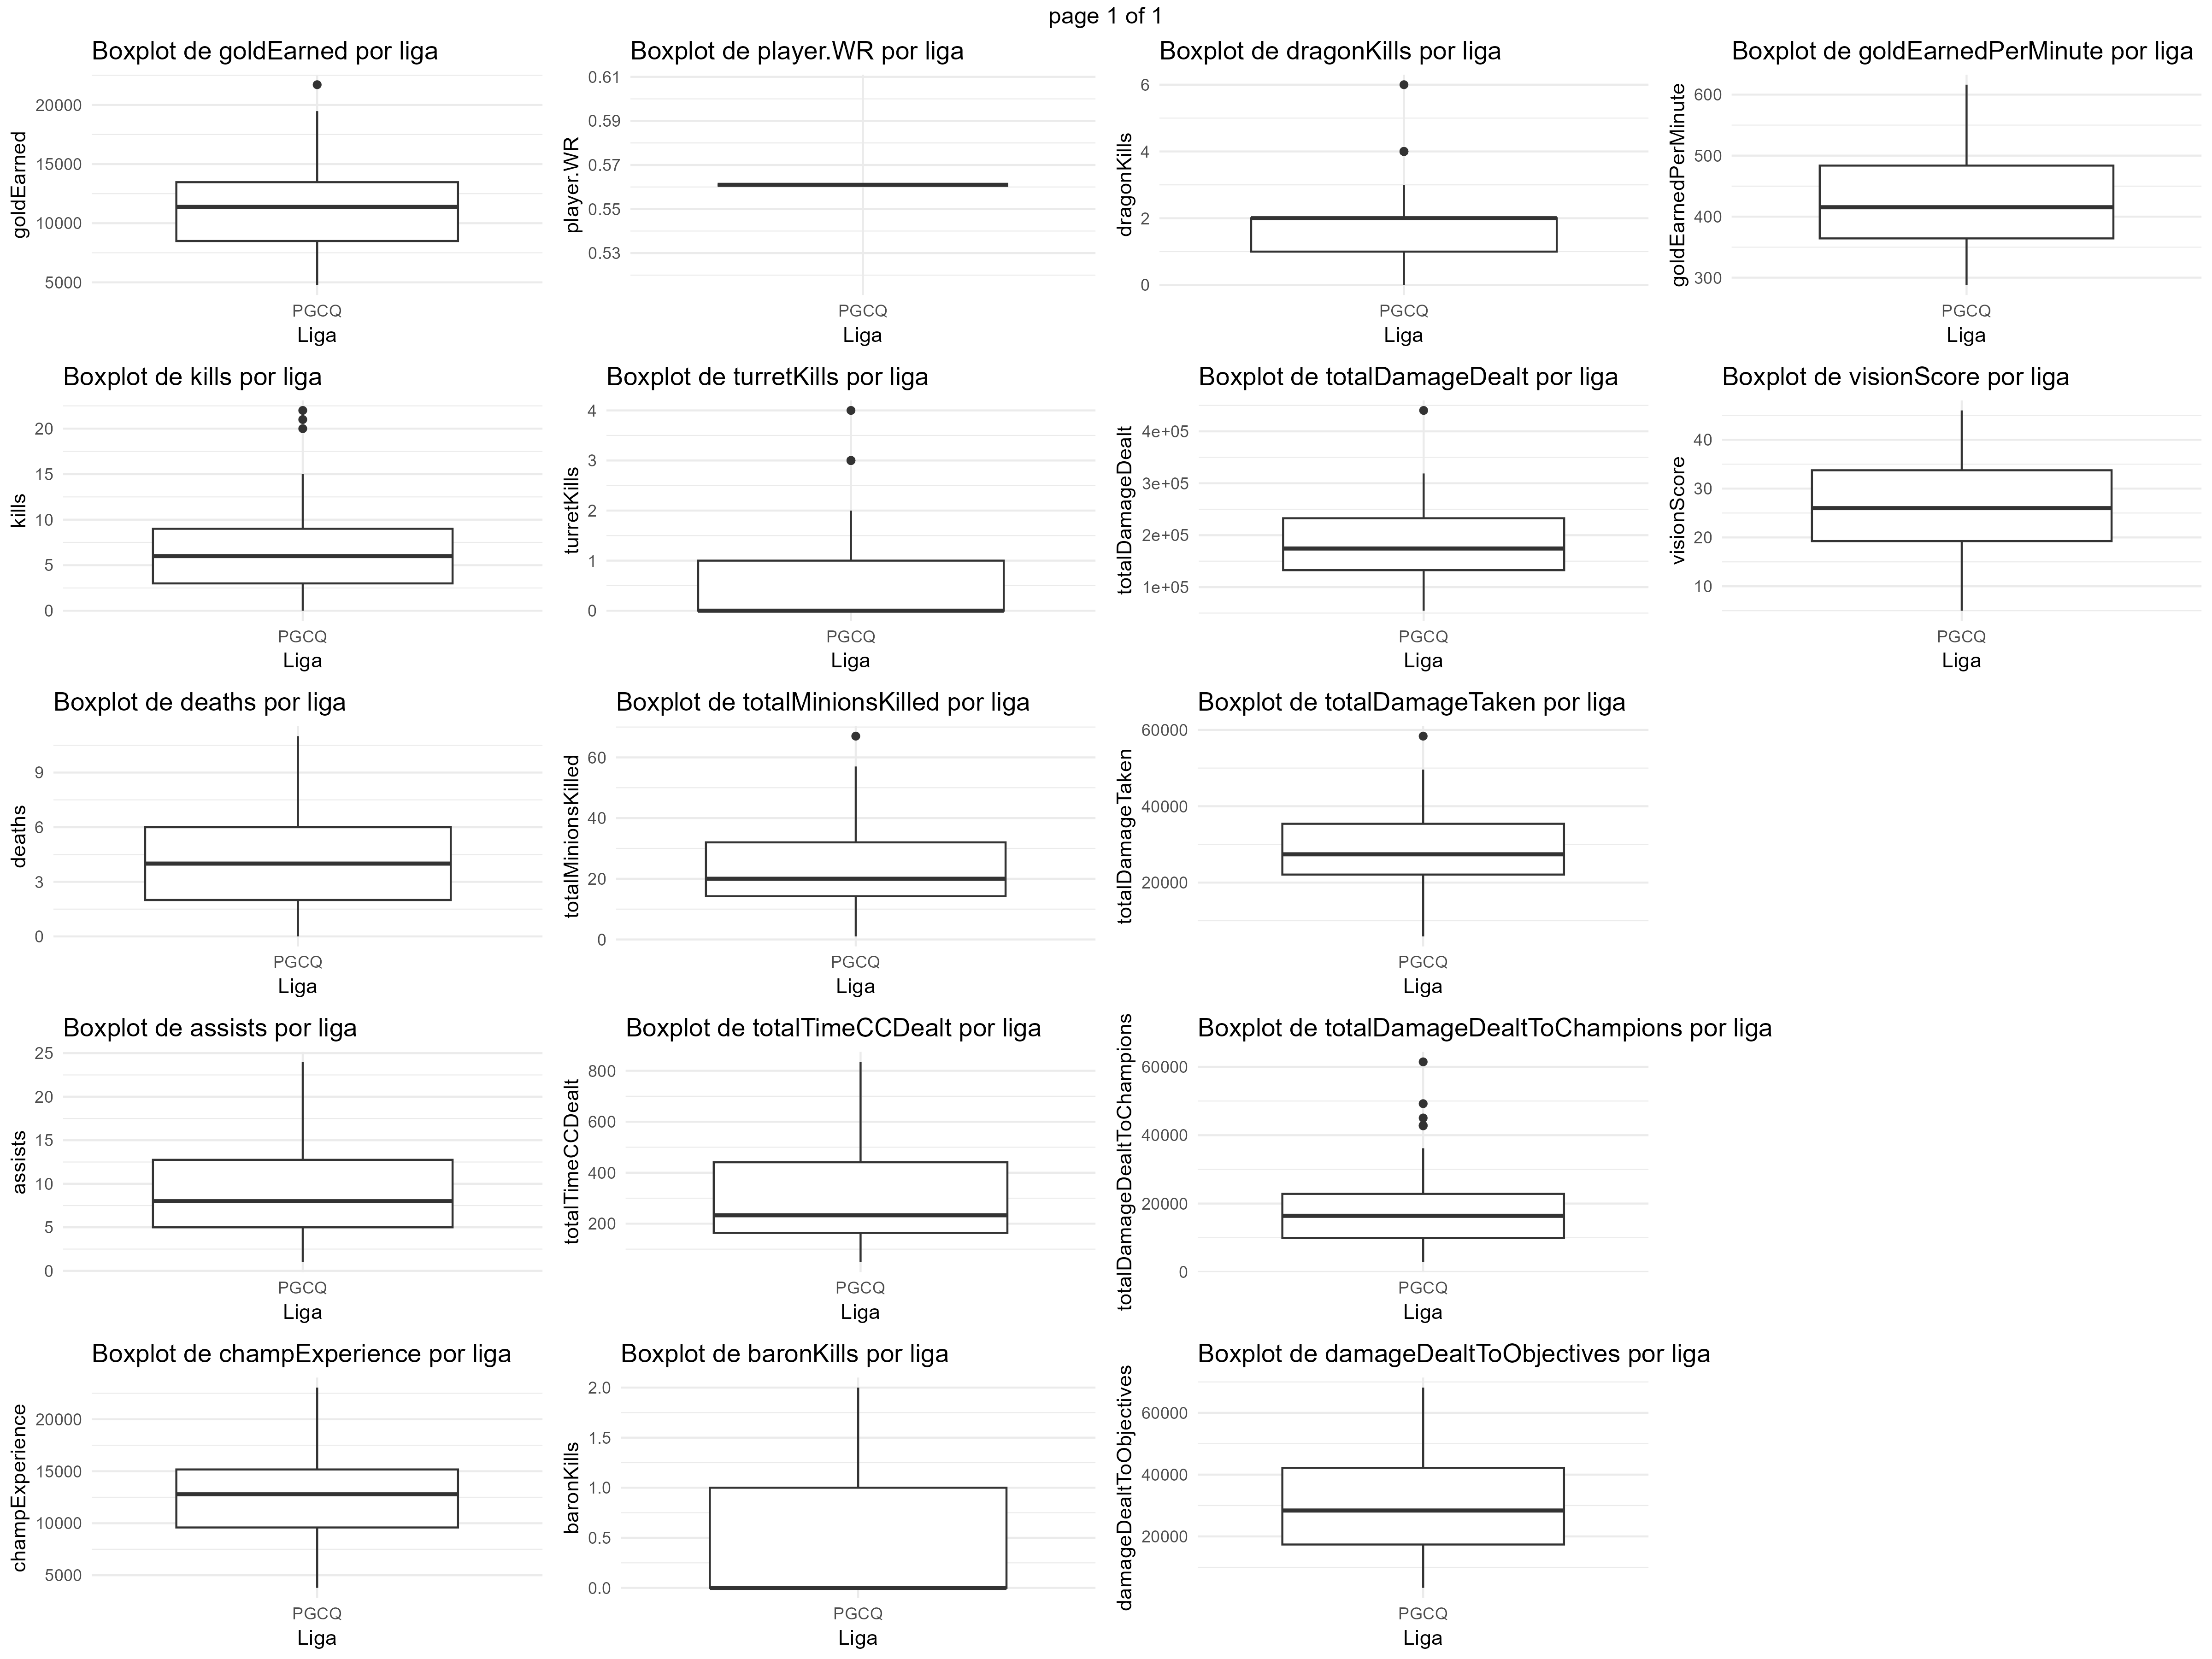 page 1 of 1
Boxplot de goldEarned por liga
goldEarned
20000
15000
10000
5000
PGCQ
Liga
Boxplot de player.WR por liga
player.WR
0.61
0.59
0.57
0.55
0.53
PGCQ
Liga
Boxplot de dragonKills por liga
dragonKills
6
4
2
0
PGCQ
Liga
Boxplot de goldEarnedPerMinute por liga
goldEarnedPerMinute
600
500
400
300
PGCQ
Liga
Boxplot de kills por liga
kills
20
15
10
5
0
PGCQ
Liga
Boxplot de turretKills por liga
turretKills
4
3
2
1
0
PGCQ
Liga
Boxplot de totalDamageDealt por liga
totalDamageDealt
4e+05
3e+05
2e+05
1e+05
PGCQ
Liga
Boxplot de visionScore por liga
visionScore
40
30
20
10
PGCQ
Liga
Boxplot de deaths por liga
deaths
9
6
3
0
PGCQ
Liga
Boxplot de totalMinionsKilled por liga
totalMinionsKilled
60
40
20
0
PGCQ
Liga
Boxplot de totalDamageTaken por liga
totalDamageTaken
60000
40000
20000
PGCQ
Liga
Boxplot de assists por liga
assists
25
20
15
10
5
0
PGCQ
Liga
Boxplot de totalTimeCCDealt por liga
totalTimeCCDealt
800
600
400
200
PGCQ
Liga
Boxplot de totalDamageDealtToChampions por liga
totalDamageDealtToChampions
60000
40000
20000
0
PGCQ
Liga
Boxplot de champExperience por liga
champExperience
20000
15000
10000
5000
PGCQ
Liga
Boxplot de baronKills por liga
baronKills
2.0
1.5
1.0
0.5
0.0
PGCQ
Liga
Boxplot de damageDealtToObjectives por liga
damageDealtToObjectives
60000
40000
20000
PGCQ
Liga